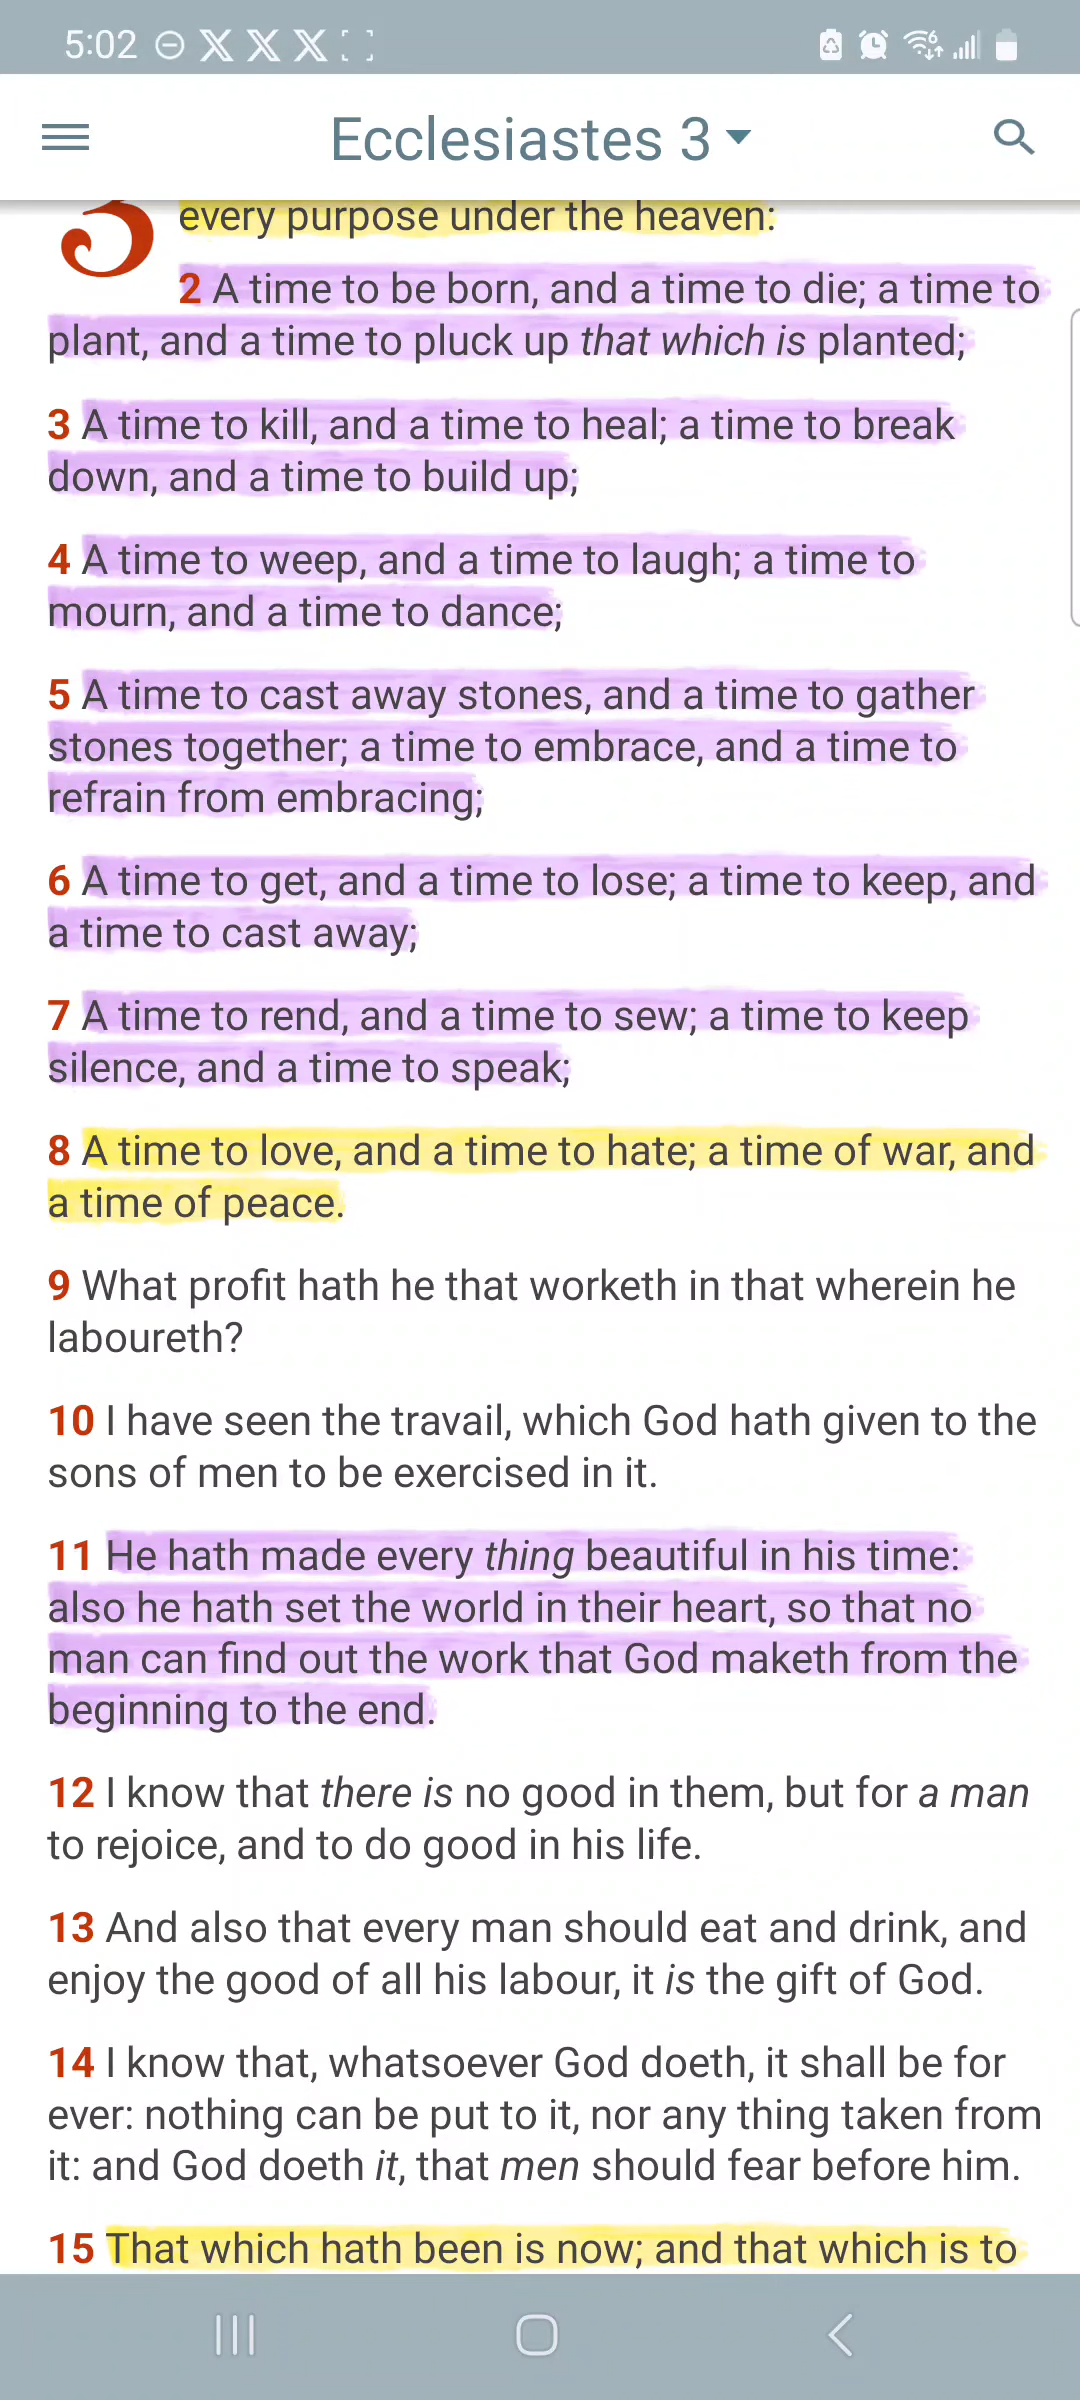 5:02
Ecclesiastes 3
3 every purpose under the heaven:
2 A time to be born, and a time to die; a time to
plant, and a time to pluck up that which is planted;
3 A time to kill, and a time to heal; a time to break
down, and a time to build up;
4 A time to weep, and a time to laugh; a time to
mourn, and a time to dance;
5 A time to cast away stones, and a time to gather
stones together; a time to embrace, and a time to
refrain from embracing;
6 A time to get, and a time to lose; a time to keep, and
a time to cast away;
7 A time to rend, and a time to sew; a time to keep
silence, and a time to speak;
8 A time to love, and a time to hate; a time of war, and
a time of peace.
9 What profit hath he that worketh in that wherein he
laboureth?
10 I have seen the travail, which God hath given to the
sons of men to be exercised in it.
11 He hath made every thing beautiful in his time:
also he hath set the world in their heart, so that no
man can find out the work that God maketh from the
beginning to the end.
12 I know that there is no good in them, but for a man
to rejoice, and to do good in his life.
13 And also that every man should eat and drink, and
enjoy the good of all his labour, it is the gift of God.
14 I know that, whatsoever God doeth, it shall be for
ever: nothing can be put to it, nor any thing taken from
it: and God doeth it, that men should fear before him.
15 That which hath been is now; and that which is to